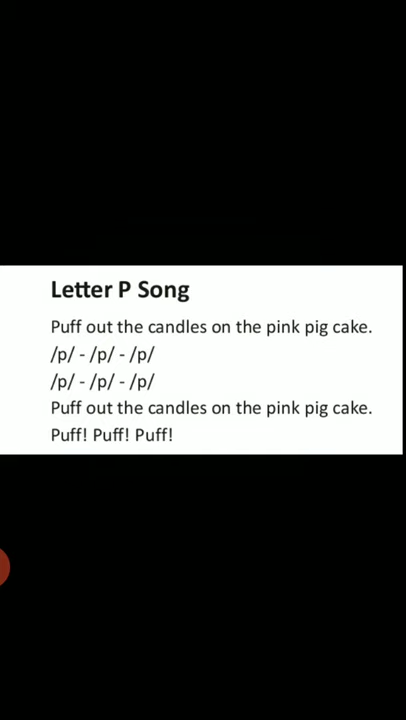 Letter P Song
Puff out the candles on the pink pig cake.
/p/ - /p/ - /p/
/p/ - /p/ - /p/
Puff out the candles on the pink pig cake.
Puff! Puff! Puff!